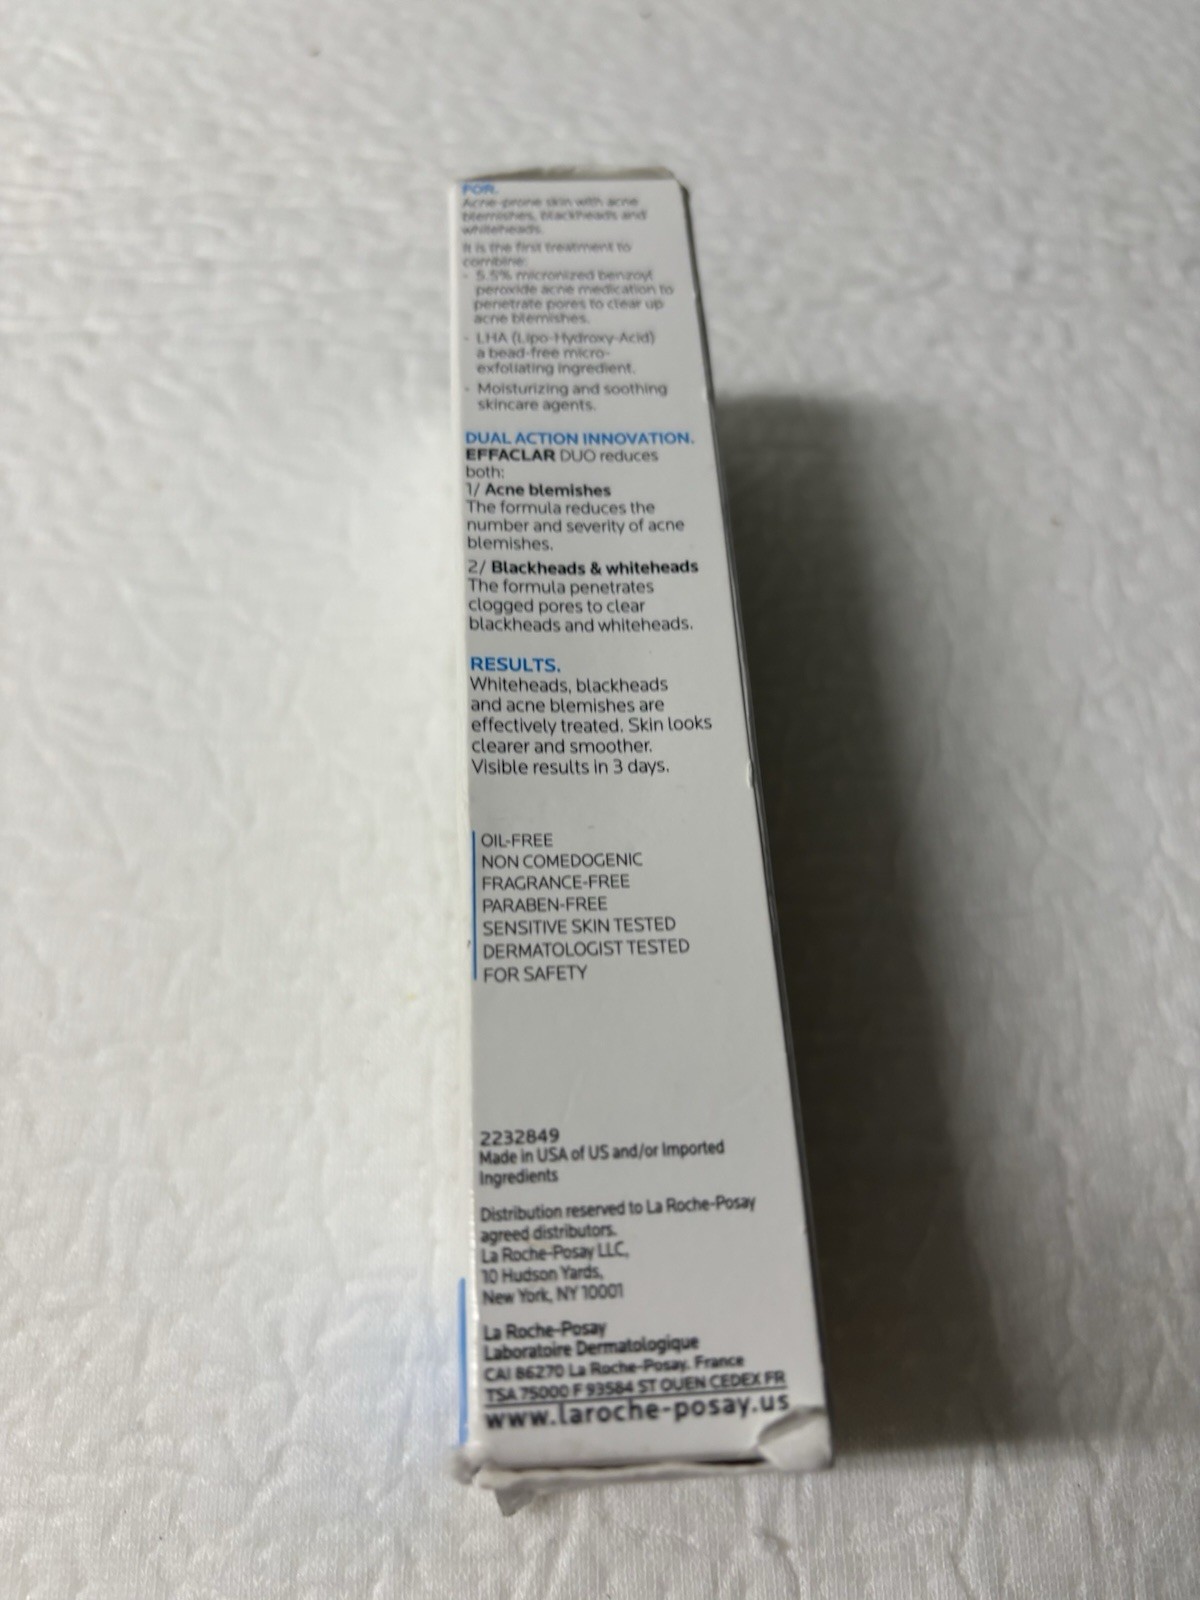 FOR.
Acne-prone skin with acne
blemishes, blackheads and
whiteheads.
It is the first treatment to
combine:
- 5.5% micronized benzoyl
peroxide acne medication to
penetrate pores to clear up
acne blemishes.
- LHA (Lipo-Hydroxy-Acid)
a bead-free micro-
exfoliating ingredient.
- Moisturizing and soothing
skincare agents.
DUAL ACTION INNOVATION.
EFFACLAR DUO reduces
both:
1/ Acne blemishes
The formula reduces the
number and severity of acne
blemishes.
2/ Blackheads & whiteheads
The formula penetrates
clogged pores to clear
blackheads and whiteheads.
RESULTS.
Whiteheads, blackheads
and acne blemishes are
effectively treated. Skin looks
clearer and smoother.
Visible results in 3 days.
OIL-FREE
NON COMEDOGENIC
FRAGRANCE-FREE
PARABEN-FREE
SENSITIVE SKIN TESTED
DERMATOLOGIST TESTED
FOR SAFETY
2232849
Made in USA of US and/or Imported
Ingredients
Distribution reserved to La Roche-Posay
agreed distributors.
La Roche-Posay LLC,
10 Hudson Yards,
New York, NY 10001
La Roche-Posay
Laboratoire Dermatologique
CAI 86270 La Roche-Posay. France
TSA 75000 F 93584 ST OUEN CEDEX FR
www.laroche-posay.us